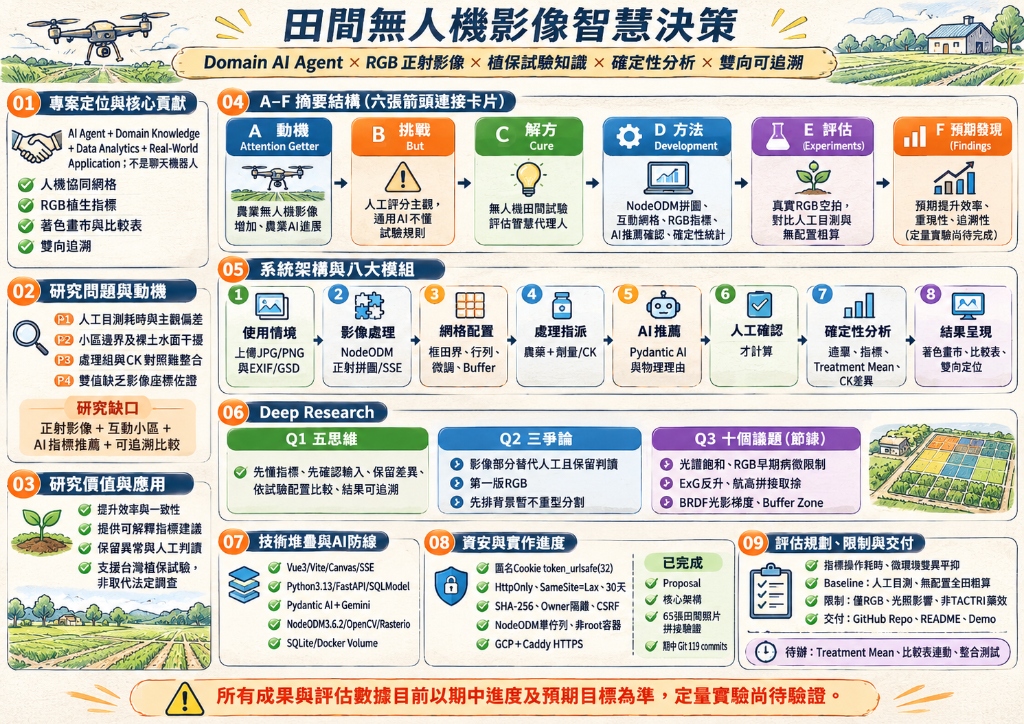 田間無人機影像智慧決策
Domain AI Agent × RGB 正射影像 × 植保試驗知識 × 確定性分析 × 雙向可追溯
01 專案定位與核心貢獻
AI Agent + Domain Knowledge
+ Data Analytics + Real-World
Application；不是聊天機器人
人機協同網格
RGB植生指標
著色畫布與比較表
雙向追溯
02 研究問題與動機
P1 人工目測耗時與主觀偏差
P2 小區邊界及裸土水面干擾
P3 處理組與CK對照難整合
P4 雙值缺乏影像座標佐證
研究缺口
正射影像 + 互動小區 +
AI指標推薦 + 可追溯比較
03 研究價值與應用
提升效率與一致性
提供可解釋指標建議
保留異常與人工判讀
支援台灣植保試驗，
非取代法定調查
04 A–F 摘要結構（六張箭頭連接卡片）
A 動機
Attention Getter
農業無人機影像
增加、農業AI進展
B 挑戰
But
人工評分主觀，
通用AI不懂
試驗規則
C 解方
Cure
無人機田間試驗
評估智慧代理人
D 方法
Development
NodeODM拼圖、
互動網格、RGB指標、
AI推薦確認、確定性統計
E 評估
(Experiments)
真實RGB空拍，
對比人工目測與
無配置粗算
F 預期發現
(Findings
預期提升效率、
重現性、追溯性
(定量實驗尚待完成)
05 系統架構與八大模組
1
使用情境
上傳JPG/PNG
與EXIF/GSD
2
影像處理
NodeODM
正射拼圖/SSE
3
網格配置
框田界、行列、
微調、Buffer
4
處理指派
農藥 + 劑量/CK
5
AI推薦
Pydantic AI
與物理理由
6
人工確認
才計算
7
確定性分析
遮罩、指標、
Treatment Mean、
CK差異
8
結果呈現
著色畫布、比較表、
雙向定位
06 Deep Research
Q1 五思維
先懂指標、先確認輸入、保留差異、
依試驗配置比較、結果可追溯
Q2 三爭論
影像部分替代人工且保留判讀
第一版RGB
先排背景暫不重型分割
Q3 十個議題(節錄)
光譜飽和、RGB早期病徵限制
ExG反升、航高拼接取捨
BRDF光影梯度、Buffer Zone
07 技術堆疊與AI防線
Vue3/Vite/Canvas/SSE
Python3.13/FastAPI/SQLModel
Pydantic AI + Gemini
NodeODM3.6.2/OpenCV/Rasterio
SQLite/Docker Volume
08 資安與實作進度
匿名Cookie token_urlsafe(32)
HttpOnly、SameSite=Lax、30天
SHA-256、Owner隔離、CSRF
NodeODM單佇列、非root容器
GCP + Caddy HTTPS
已完成
Proposal
核心架構
65張田間照片
拼接驗證
期中 Git 119 commits
09 評估規劃、限制與交付
指標操作耗時、微環境雙異平抑
Baseline：人工目測、無配置全田粗算
限制：僅RGB、光照影響、非TACTRI藥效
交付：GitHub Repo、README、Demo
待辦：Treatment Mean、比較表連動、整合測試
所有成果與評估數據目前以期中進度及預期目標為準，定量實驗尚待驗證。